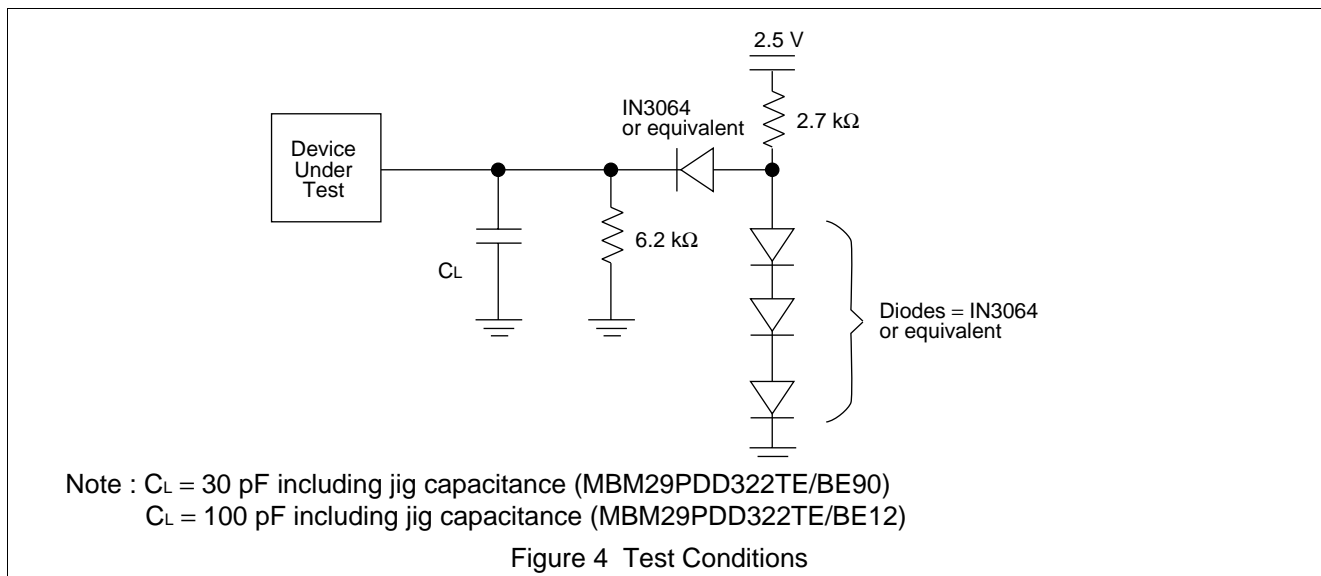 2.5 V
IN3064
or equivalent
2.7 kΩ
Device
Under
Test
6.2 kΩ
CL
Diodes = IN3064
or equivalent
Note : CL = 30 pF including jig capacitance (MBM29PDD322TE/BE90)
CL = 100 pF including jig capacitance (MBM29PDD322TE/BE12)
Figure 4 Test Conditions